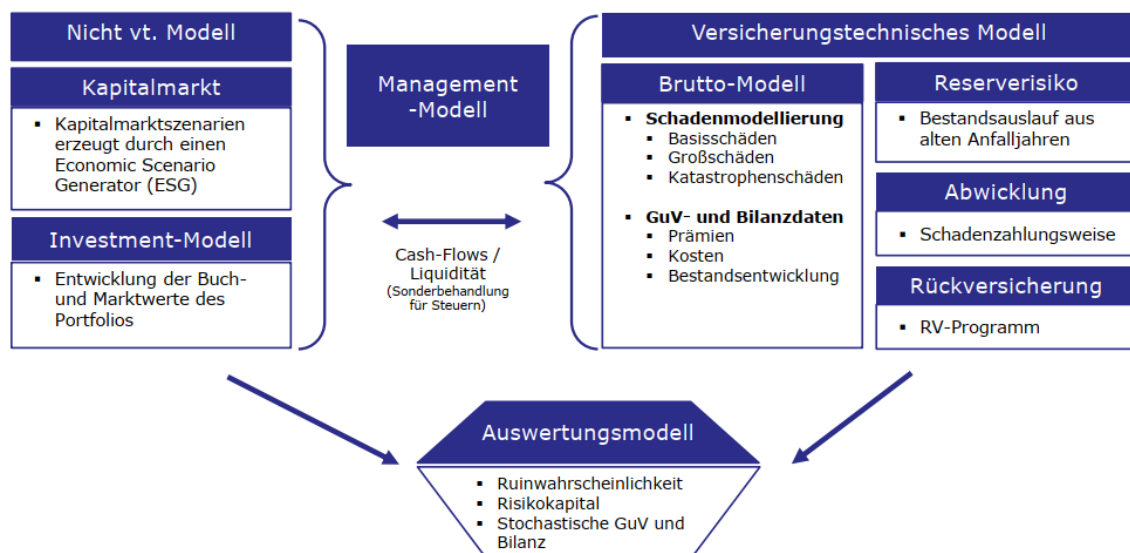 Nicht vt. Modell
Kapitalmarkt
▪ Kapitalmarktszenarien
erzeugt durch einen
Economic Scenario
Generator (ESG)
Investment-Modell
▪ Entwicklung der Buch-
und Marktwerte des
Portfolios
Management
-Modell
Cash-Flows /
Liquidität
(Sonderbehandlung
für Steuern)
Versicherungstechnisches Modell
Brutto-Modell
▪ Schadenmodellierung
▪ Basisschäden
▪ Großschäden
▪ Katastrophenschäden
▪ GuV- und Bilanzdaten
▪ Prämien
▪ Kosten
▪ Bestandsentwicklung
Reserverisiko
▪ Bestandsauslauf aus
alten Anfalljahren
Abwicklung
▪ Schadenzahlungsweise
Rückversicherung
▪ RV-Programm
Auswertungsmodell
▪ Ruinwahrscheinlichkeit
▪ Risikokapital
▪ Stochastische GuV und
Bilanz